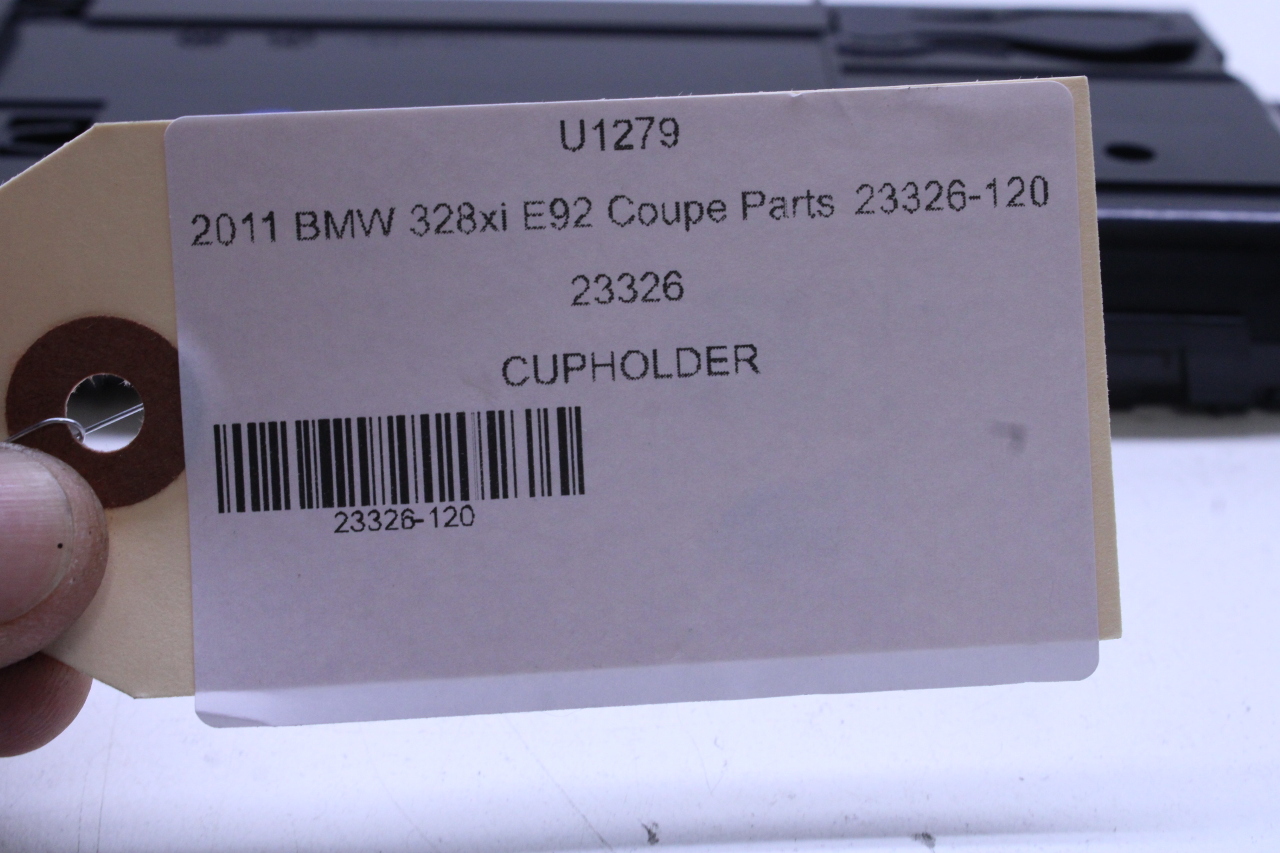 U1279
2011 BMW 328xi E92 Coupe Parts 23326-120
23326
CUPHOLDER
23326-120